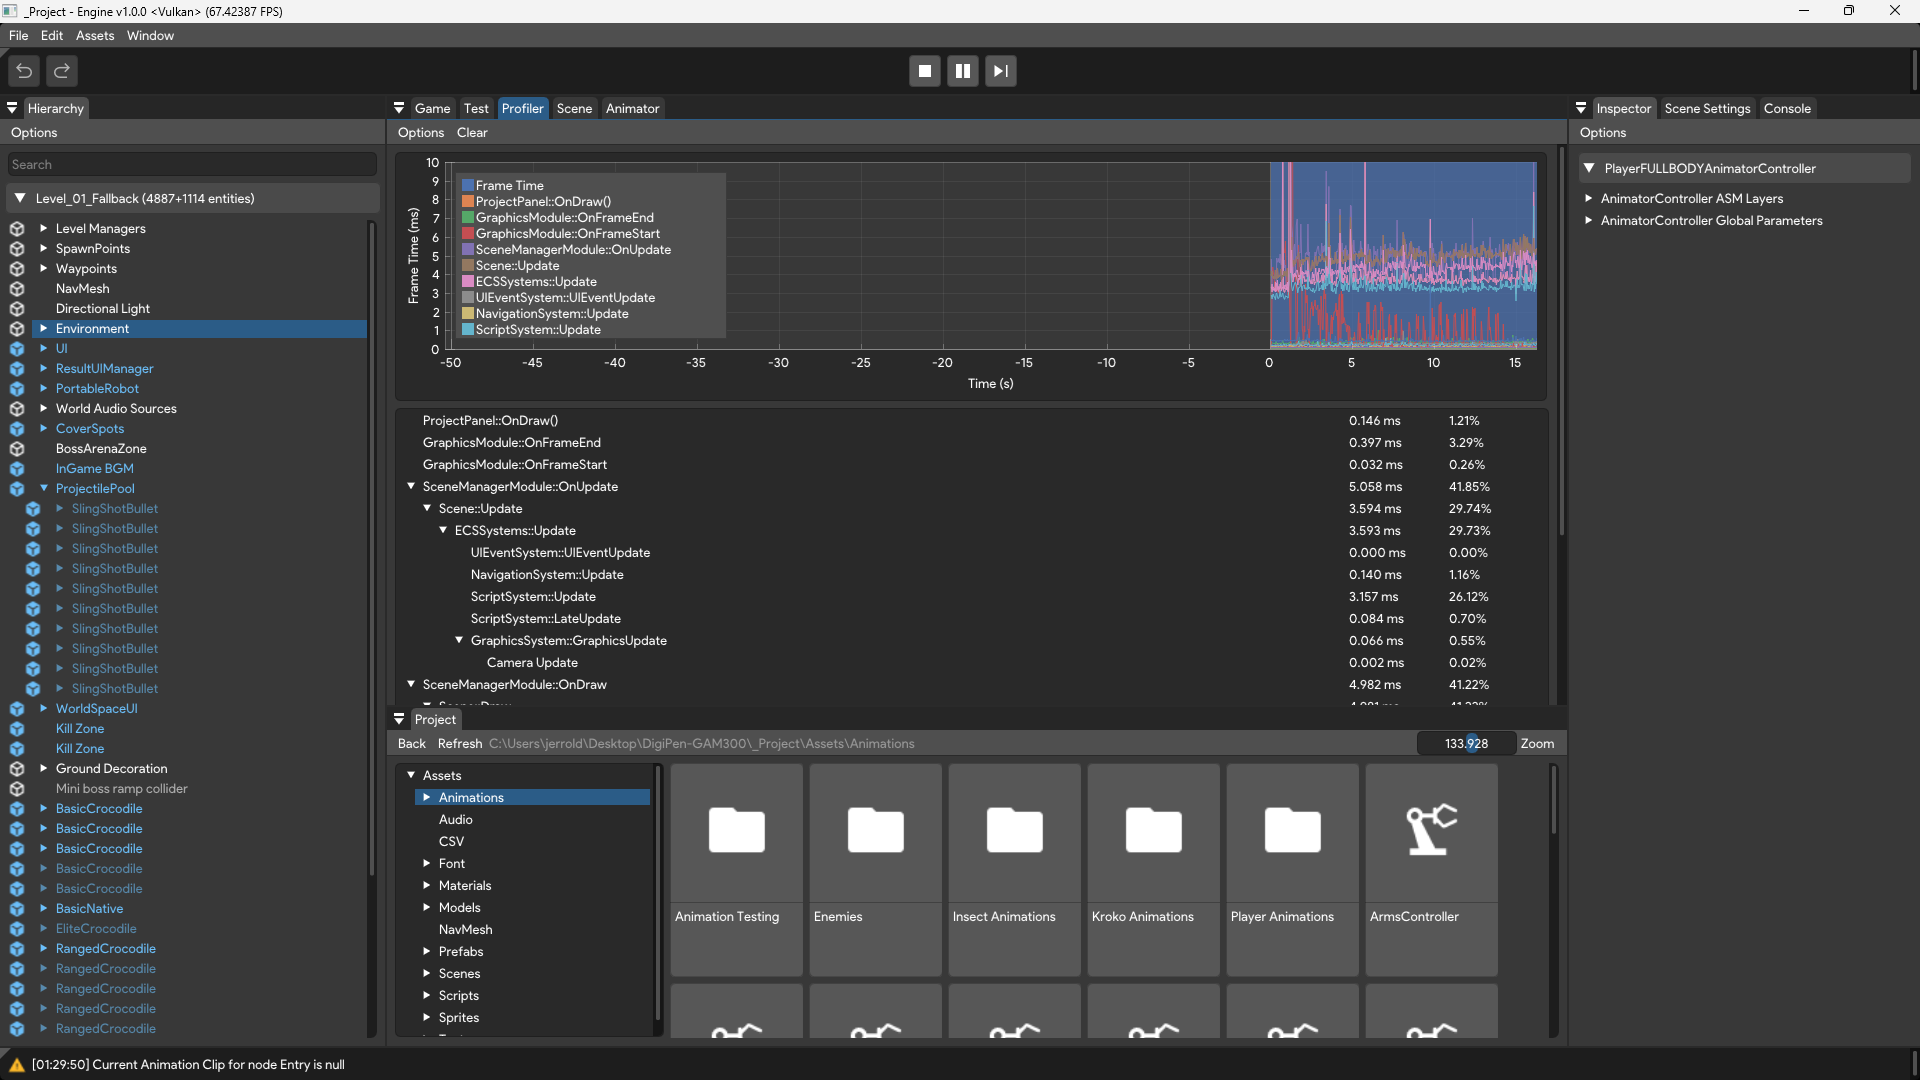 _Project - Engine v1.0.0 <Vulkan> (67.42387 FPS)
File Edit Assets Window
Hierarchy
Options
Search
Level_01_Fallback (4887+1114 entities)
Level Managers
SpawnPoints
Waypoints
NavMesh
Directional Light
Environment
UI
ResultUIManager
PortableRobot
World Audio Sources
CoverSpots
BossArenaZone
InGame BGM
ProjectilePool
SlingShotBullet
SlingShotBullet
SlingShotBullet
SlingShotBullet
SlingShotBullet
SlingShotBullet
SlingShotBullet
SlingShotBullet
SlingShotBullet
SlingShotBullet
WorldSpaceUI
Kill Zone
Kill Zone
Ground Decoration
Mini boss ramp collider
BasicCrocodile
BasicCrocodile
BasicCrocodile
BasicCrocodile
BasicCrocodile
BasicNative
EliteCrocodile
RangedCrocodile
RangedCrocodile
RangedCrocodile
RangedCrocodile
RangedCrocodile
Game Test Profiler Scene Animator
Options Clear
Frame Time (ms)
10
9
8
7
6
5
4
3
2
1
0
Frame Time
ProjectPanel::OnDraw()
GraphicsModule::OnFrameEnd
GraphicsModule::OnFrameStart
SceneManagerModule::OnUpdate
Scene::Update
ECSSystems::Update
UIEventSystem::UIEventUpdate
NavigationSystem::Update
ScriptSystem::Update
-50 -45 -40 -35 -30 -25 -20 -15 -10 -5 0 5 10 15
Time (s)
ProjectPanel::OnDraw() 0.146 ms 1.21%
GraphicsModule::OnFrameEnd 0.397 ms 3.29%
GraphicsModule::OnFrameStart 0.032 ms 0.26%
SceneManagerModule::OnUpdate 5.058 ms 41.85%
Scene::Update 3.594 ms 29.74%
ECSSystems::Update 3.593 ms 29.73%
UIEventSystem::UIEventUpdate 0.000 ms 0.00%
NavigationSystem::Update 0.140 ms 1.16%
ScriptSystem::Update 3.157 ms 26.12%
ScriptSystem::LateUpdate 0.084 ms 0.70%
GraphicsSystem::GraphicsUpdate 0.066 ms 0.55%
Camera Update 0.002 ms 0.02%
SceneManagerModule::OnDraw 4.982 ms 41.22%
Project
Back Refresh C:\Users\jerrold\Desktop\DigiPen-GAM300\_Project\Assets\Animations 133.928 Zoom
Assets
Animations
Audio
CSV
Font
Materials
Models
NavMesh
Prefabs
Scenes
Scripts
Sprites
Animation Testing
Enemies
Insect Animations
Kroko Animations
Player Animations
ArmsController
Inspector Scene Settings Console
Options
PlayerFULLBODYAnimatorController
AnimatorController ASM Layers
AnimatorController Global Parameters
[01:29:50] Current Animation Clip for node Entry is null